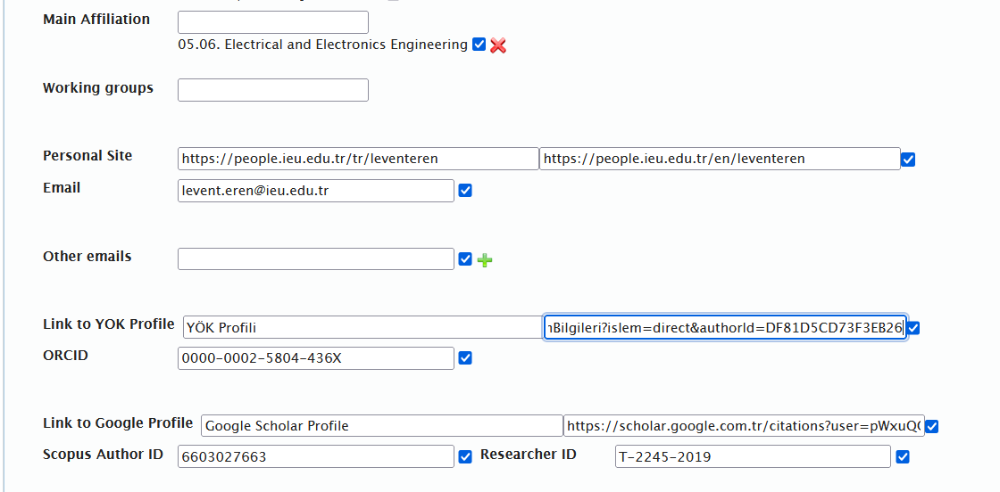 Main Affiliation
05.06. Electrical and Electronics Engineering
Working groups
Personal Site https://people.ieu.edu.tr/tr/leventeren https://people.ieu.edu.tr/en/leventeren
Email levent.eren@ieu.edu.tr
Other emails
Link to YOK Profile YÖK Profili Bilgileri?islem=direct&authorId=DF81D5CD73F3EB26
ORCID 0000-0002-5804-436X
Link to Google Profile Google Scholar Profile https://scholar.google.com.tr/citations?user=pWxuQ
Scopus Author ID 6603027663 Researcher ID T-2245-2019